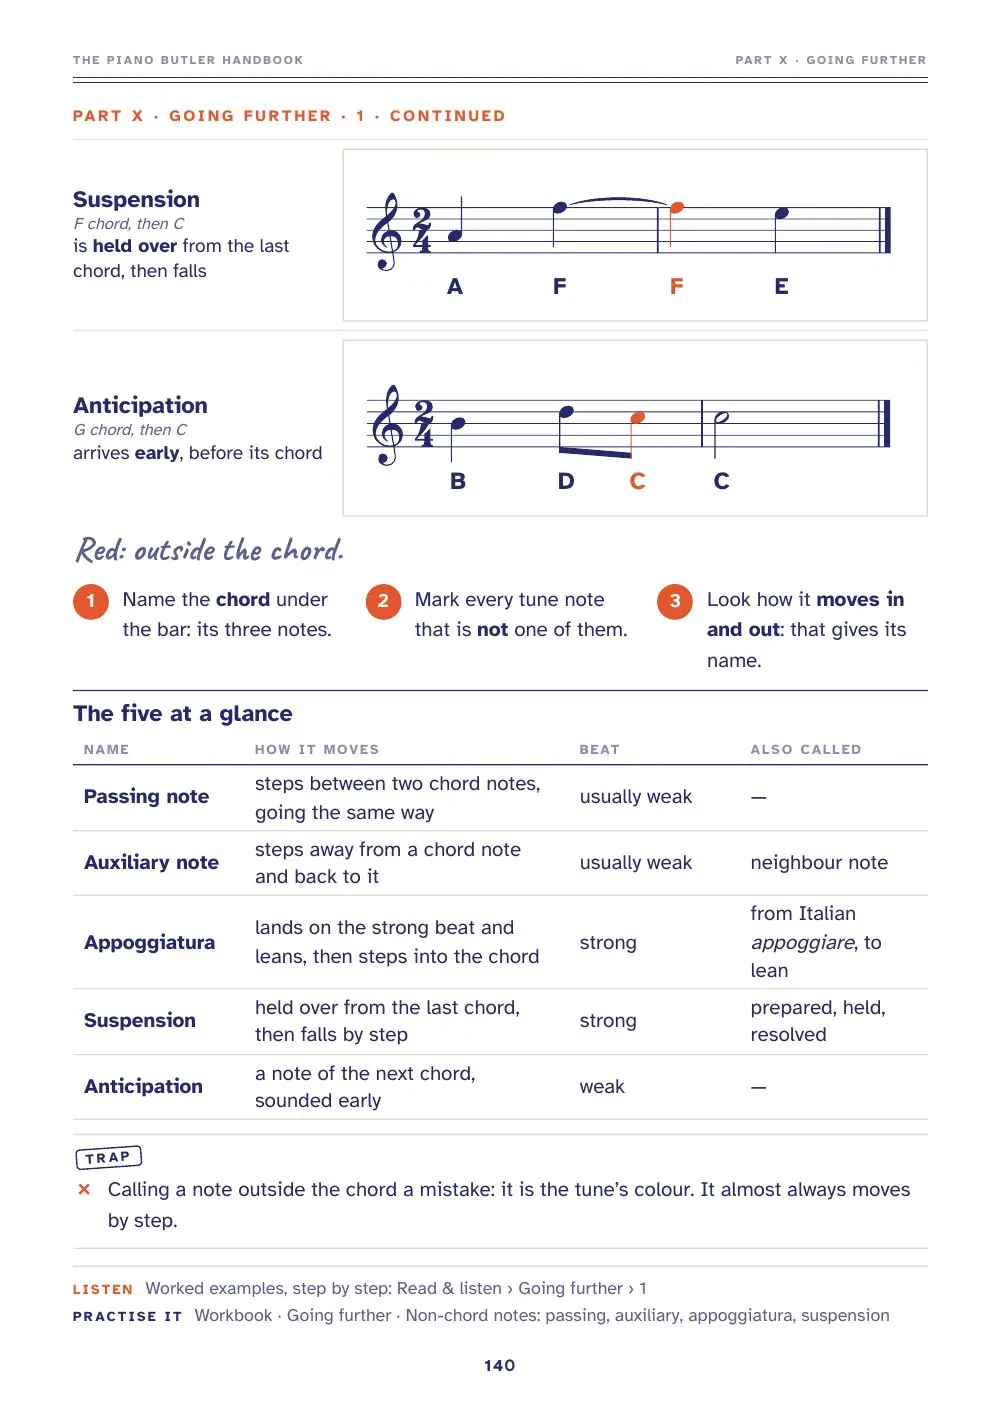 THE PIANO BUTLER HANDBOOK
PART X · GOING FURTHER
PART X · GOING FURTHER · 1 · CONTINUED
Suspension
F chord, then C
is held over from the last
chord, then falls
2
4
A F F E
Anticipation
G chord, then C
arrives early, before its chord
2
4
B D C C
Red: outside the chord.
1 Name the chord under
the bar: its three notes.
2 Mark every tune note
that is not one of them.
3 Look how it moves in
and out: that gives its
name.
The five at a glance
NAME HOW IT MOVES BEAT ALSO CALLED
Passing note
steps between two chord notes,
going the same way
usually weak
—
Auxiliary note
steps away from a chord note
and back to it
usually weak
neighbour note
Appoggiatura
lands on the strong beat and
leans, then steps into the chord
strong
from Italian
appoggiare, to
lean
Suspension
held over from the last chord,
then falls by step
strong
prepared, held,
resolved
Anticipation
a note of the next chord,
sounded early
weak
—
TRAP
✕ Calling a note outside the chord a mistake: it is the tune’s colour. It almost always moves
by step.
LISTEN Worked examples, step by step: Read & listen › Going further › 1
PRACTISE IT Workbook · Going further · Non-chord notes: passing, auxiliary, appoggiatura, suspension
140